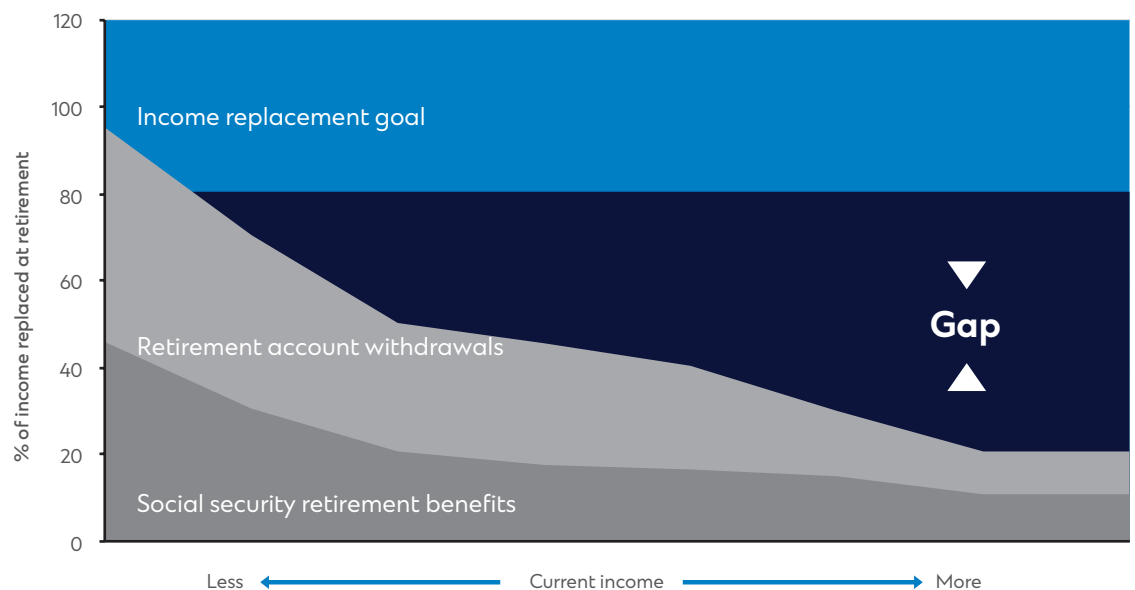 % of income replaced at retirement
120
100
80
60
40
20
0
Income replacement goal
Retirement account withdrawals
Social security retirement benefits
Gap
Less
Current income
More